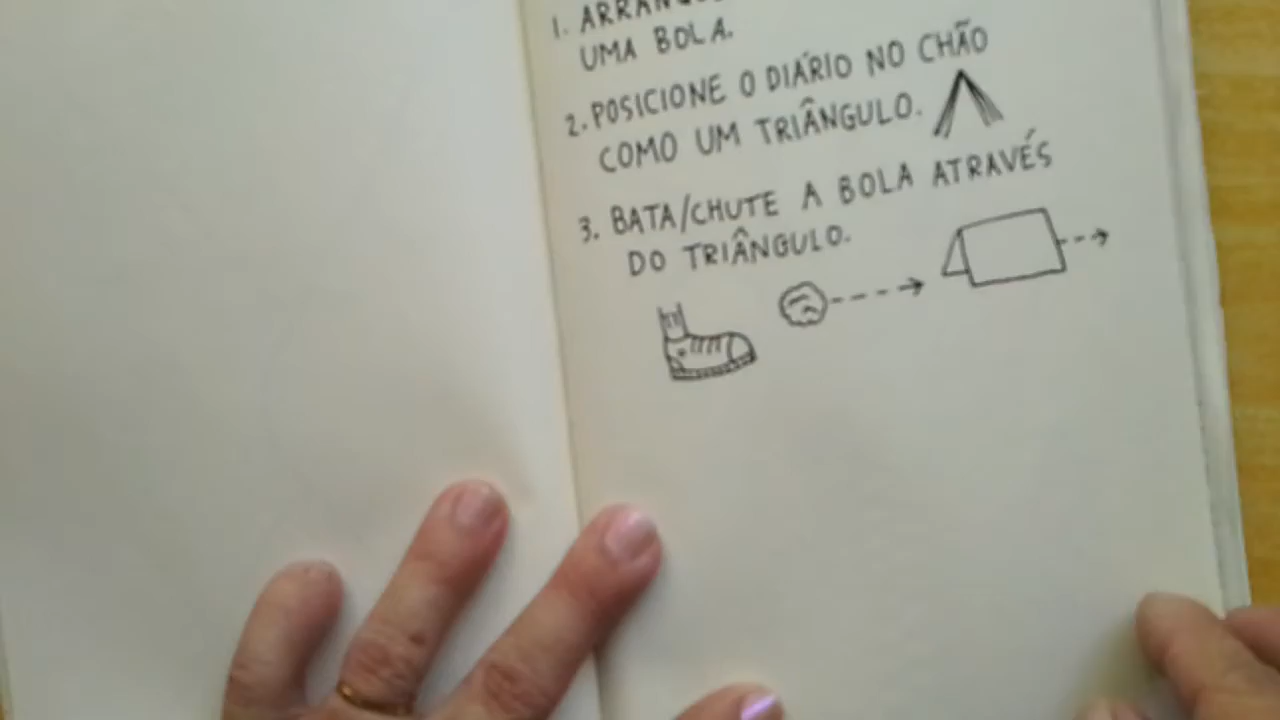 1.
UMA BOLA.
2. POSICIONE O DIÁRIO NO CHÃO
COMO UM TRIÂNGULO.
3. BATA/CHUTE A BOLA ATRAVÉS
DO TRIÂNGULO.